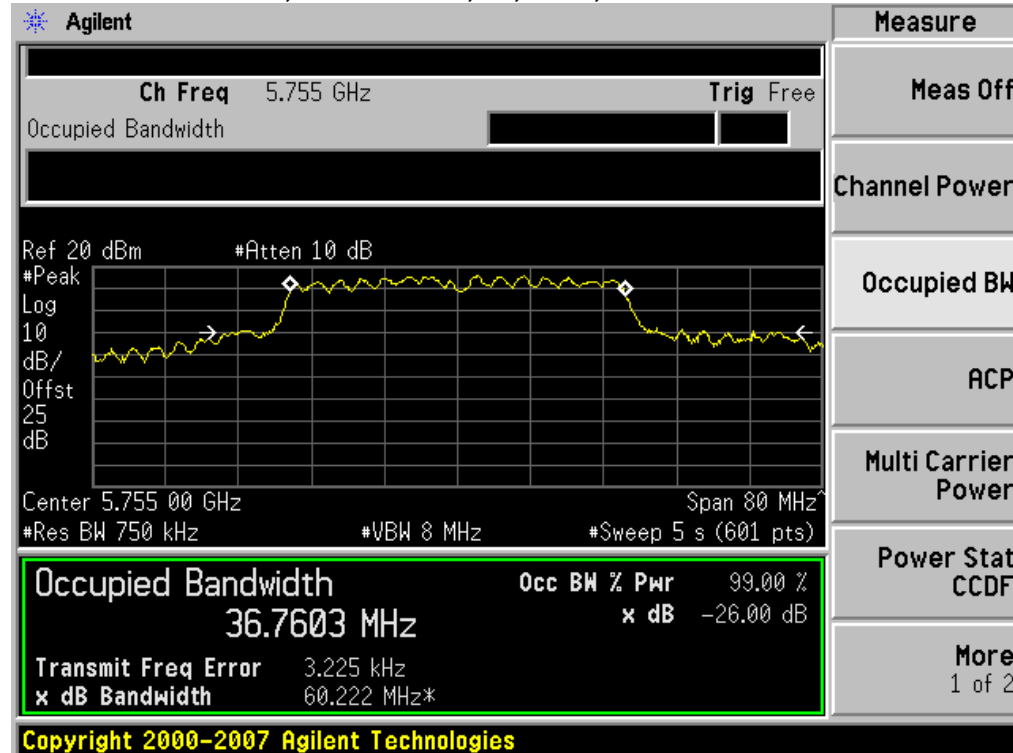 Agilent
Measure
Ch Freq 5.755 GHz Trig Free
Occupied Bandwidth
Meas Off
Channel Power
Occupied BW
ACP
Multi Carrier
Power
Power Stat
CCDF
More
1 of 2
Ref 20 dBm #Atten 10 dB
#Peak
Log
10
dB/
Offst
25
dB
Center 5.755 00 GHz Span 80 MHz^
#Res BW 750 kHz #VBW 8 MHz #Sweep 5 s (601 pts)
Occupied Bandwidth
36.7603 MHz
Occ BW % Pwr 99.00 %
x dB -26.00 dB
Transmit Freq Error 3.225 kHz
x dB Bandwidth 60.222 MHz*
Copyright 2000-2007 Agilent Technologies